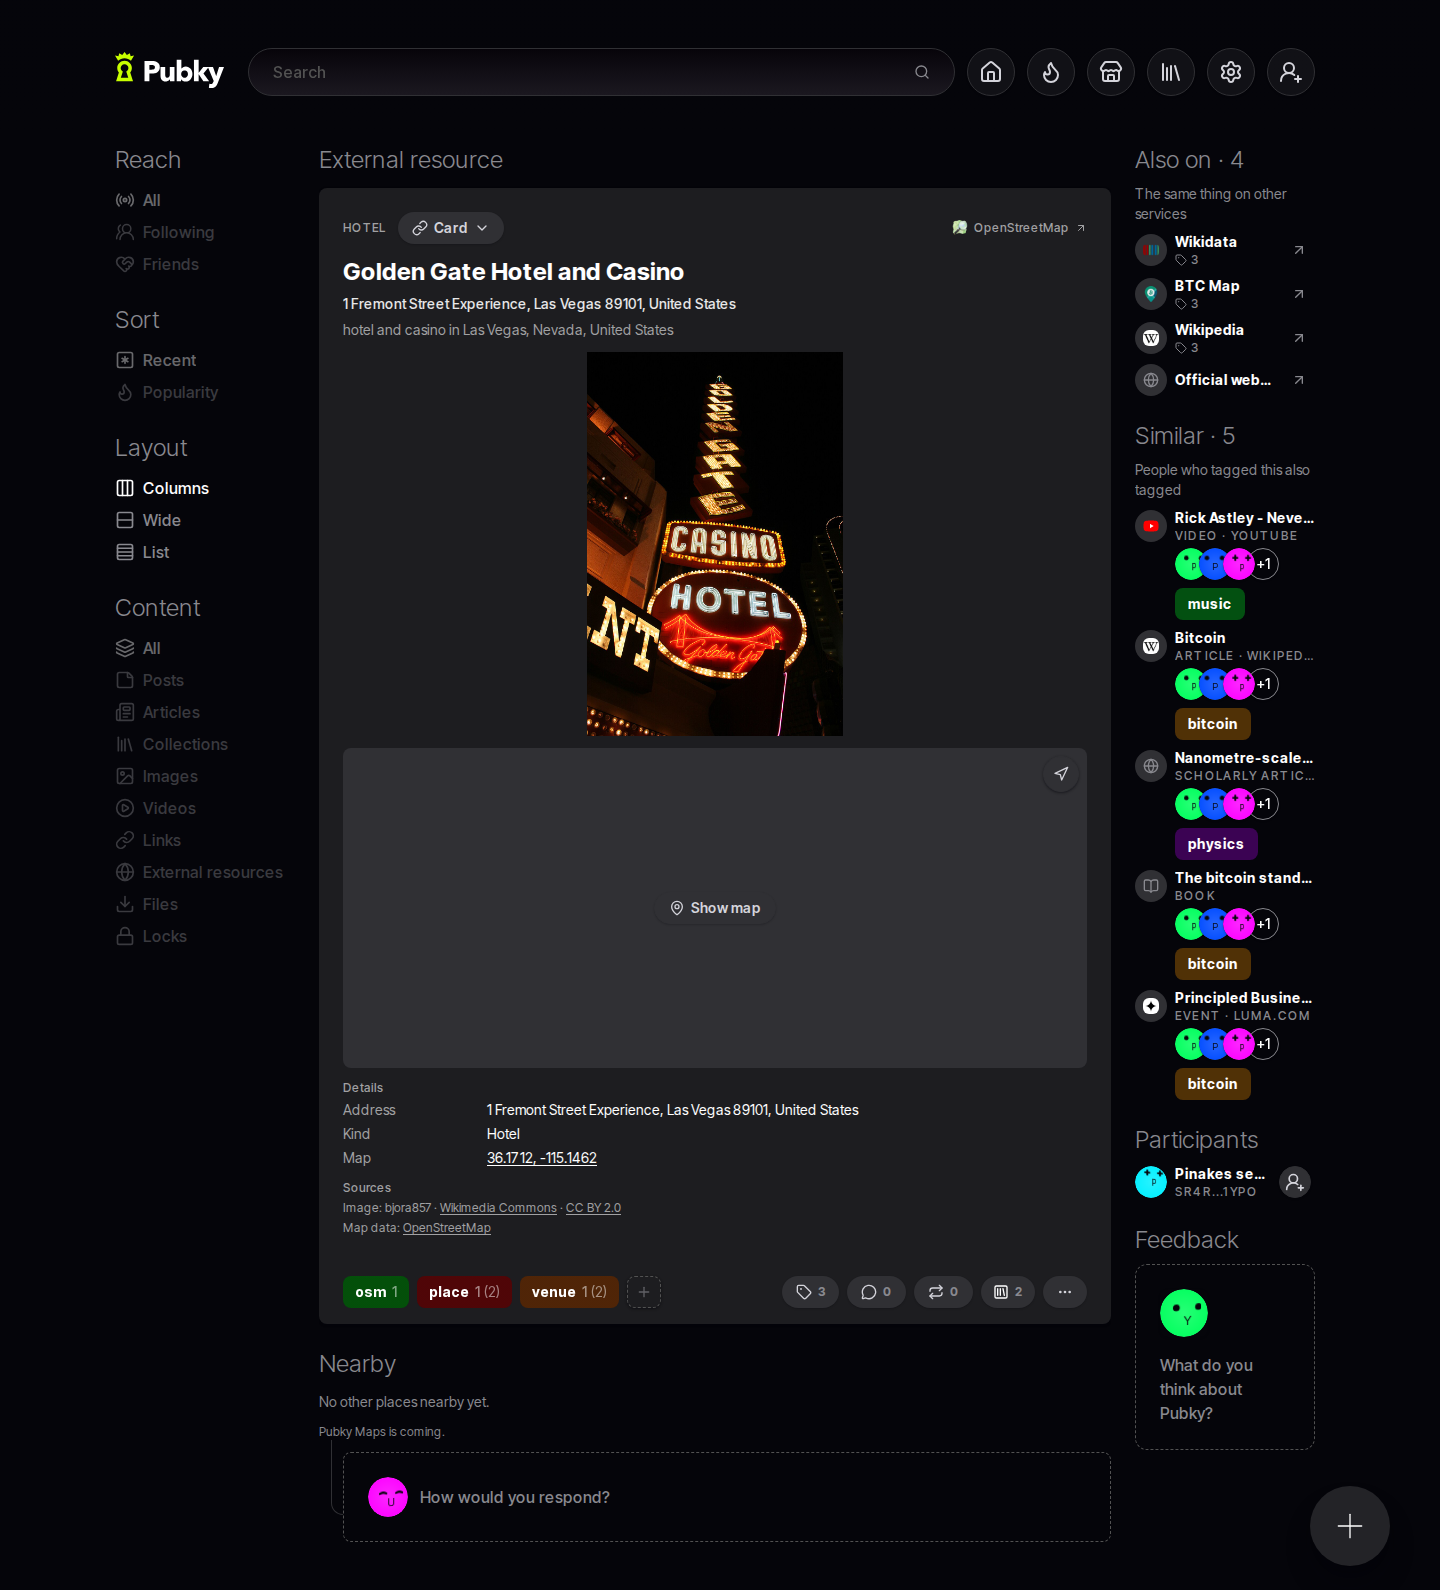 Pubky
Search
Reach
All
Following
Friends
Sort
Recent
Popularity
Layout
Columns
Wide
List
Content
All
Posts
Articles
Collections
Images
Videos
Links
External resources
Files
Locks
External resource
HOTEL
Card
OpenStreetMap
Golden Gate Hotel and Casino
1 Fremont Street Experience, Las Vegas 89101, United States
hotel and casino in Las Vegas, Nevada, United States
GOLDEN GATE
CASINO
HOTEL
Golden Ga
NT
Show map
Details
Address 1 Fremont Street Experience, Las Vegas 89101, United States
Kind Hotel
Map 36.1712, -115.1462
Sources
Image: bjora857 · Wikimedia Commons · CC BY 2.0
Map data: OpenStreetMap
osm 1
place 1 (2)
venue 1 (2)
+
3
0
0
2
Nearby
No other places nearby yet.
Pubky Maps is coming.
How would you respond?
Also on · 4
The same thing on other
services
Wikidata
3
BTC Map
3
Wikipedia
3
Official web...
Similar · 5
People who tagged this also
tagged
Rick Astley - Neve...
VIDEO · YOUTUBE
+1
music
Bitcoin
ARTICLE · WIKIPED...
+1
bitcoin
Nanometre-scale...
SCHOLARLY ARTIC...
+1
physics
The bitcoin stand...
BOOK
+1
bitcoin
Principled Busine...
EVENT · LUMA.COM
+1
bitcoin
Participants
Pinakes se...
SR4R...1YPO
Feedback
What do you
think about
Pubky?